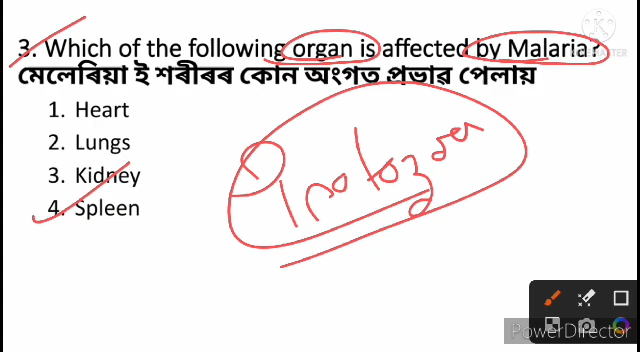 3. Which of the following organ is affected by Malaria?
মেলেৰিয়া ই শৰীৰৰ কোন অংগত প্ৰভাৱ পেলায়
1. Heart
2. Lungs
3. Kidney
4. Spleen
Protozoa
KINEMASTER
PowerDirector